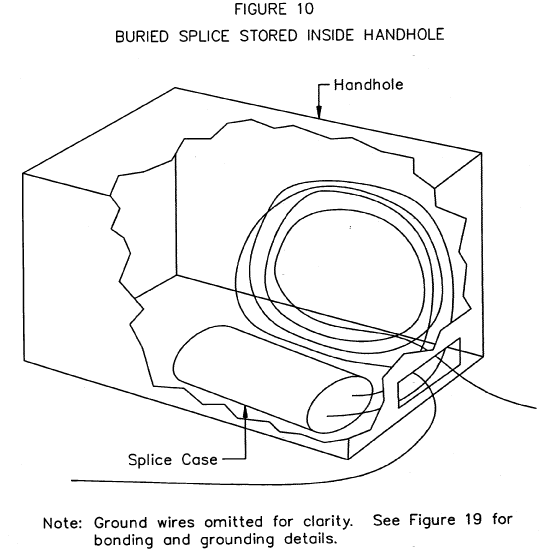 FIGURE 10
BURIED SPLICE STORED INSIDE HANDHOLE
Handhole
Splice Case
Note: Ground wires omitted for clarity. See Figure 19 for
bonding and grounding details.